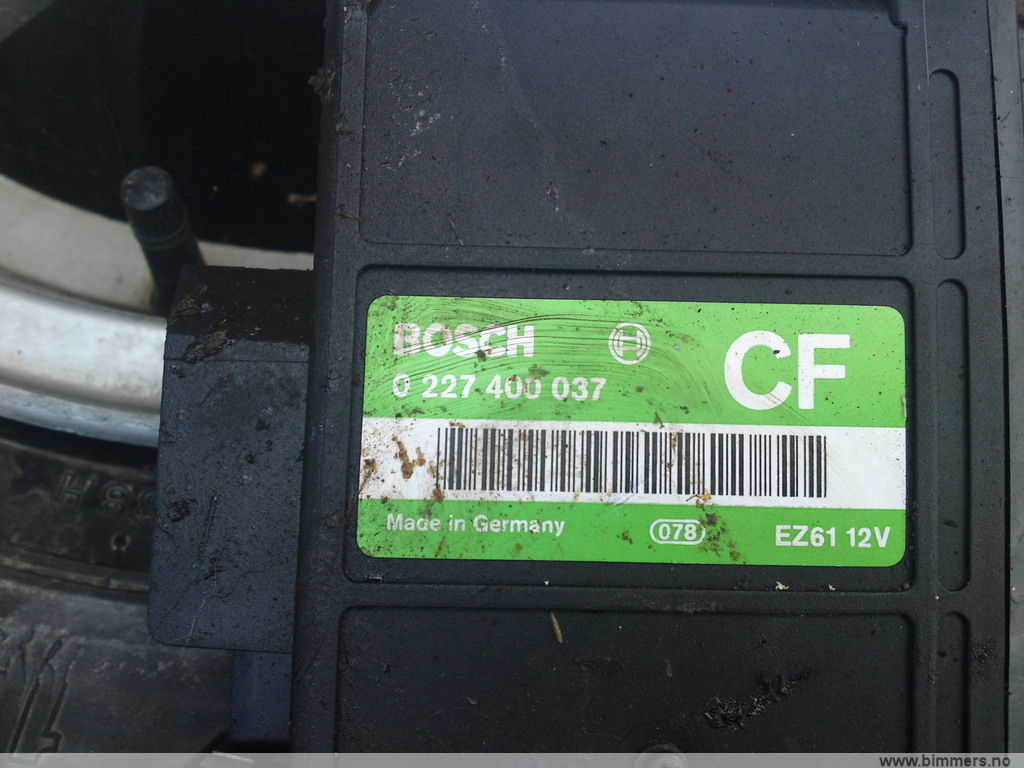 BOSCH
CF
0 227 400 037
Made in Germany
078
EZ61 12V
www.bimmers.no